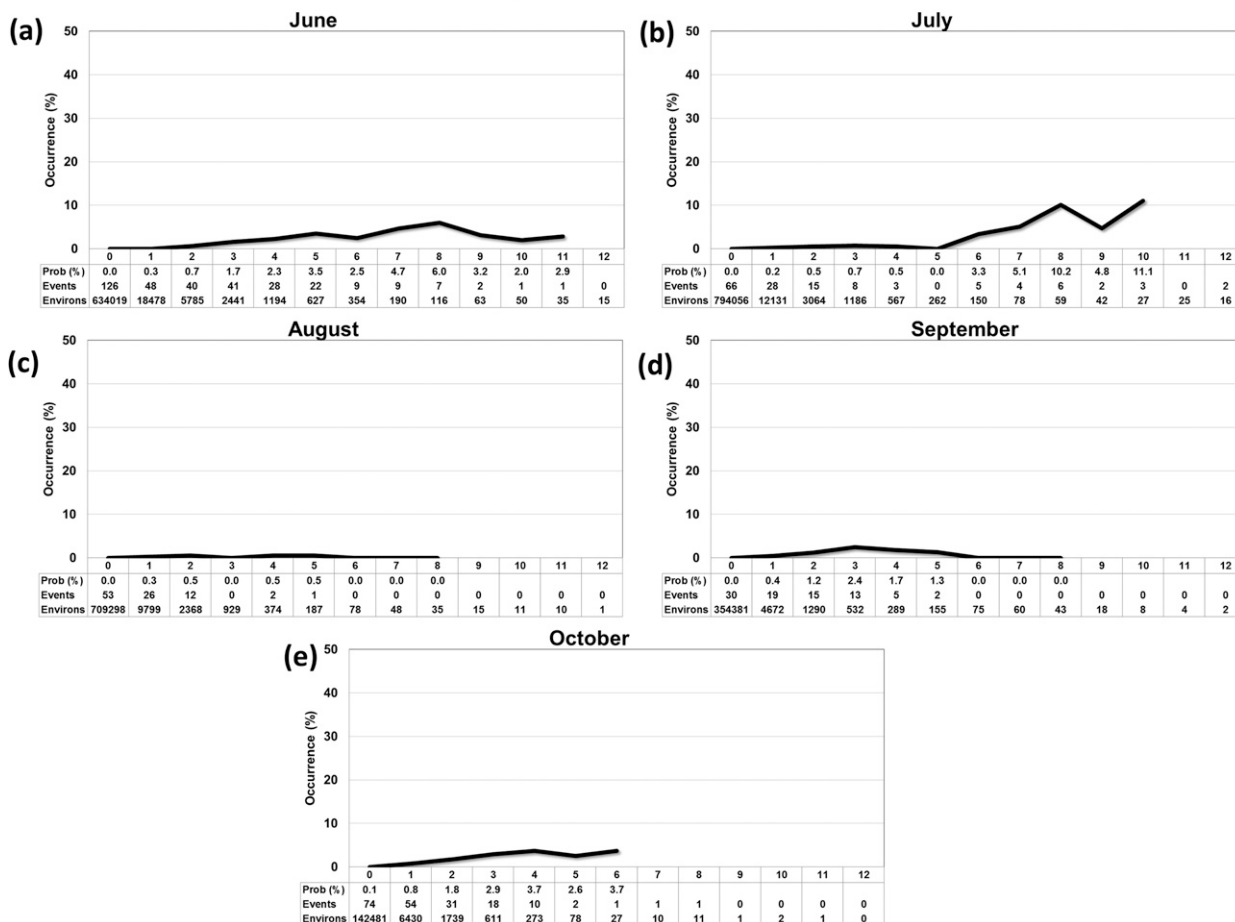 (a) June
50
40
30
20
10
0
Occurrence (%)
0 1 2 3 4 5 6 7 8 9 10 11 12
Prob (%) 0.0 0.3 0.7 1.7 2.3 3.5 2.5 4.7 6.0 3.2 2.0 2.9
Events 126 48 40 41 28 22 9 9 7 2 1 1 0
Environs 634019 18478 5785 2441 1194 627 354 190 116 63 50 35 15
(b) July
50
40
30
20
10
0
Occurrence (%)
0 1 2 3 4 5 6 7 8 9 10 11 12
Prob (%) 0.0 0.2 0.5 0.7 0.5 0.0 3.3 5.1 10.2 4.8 11.1
Events 66 28 15 8 3 0 5 4 6 2 3 0 2
Environs 794056 12131 3064 1186 567 262 150 78 59 42 27 25 16
(c) August
50
40
30
20
10
0
Occurrence (%)
0 1 2 3 4 5 6 7 8 9 10 11 12
Prob (%) 0.0 0.3 0.5 0.0 0.5 0.5 0.0 0.0 0.0
Events 53 26 12 0 2 1 0 0 0 0 0 0 0
Environs 709298 9799 2368 929 374 187 78 48 35 15 11 10 1
(d) September
50
40
30
20
10
0
Occurrence (%)
0 1 2 3 4 5 6 7 8 9 10 11 12
Prob (%) 0.0 0.4 1.2 2.4 1.7 1.3 0.0 0.0 0.0
Events 30 19 15 13 5 2 0 0 0 0 0 0 0
Environs 354381 4672 1290 532 289 155 75 60 43 18 8 4 2
(e) October
50
40
30
20
10
0
Occurrence (%)
0 1 2 3 4 5 6 7 8 9 10 11 12
Prob (%) 0.1 0.8 1.8 2.9 3.7 2.6 3.7
Events 74 54 31 18 10 2 1 1 1 0 0 0 0
Environs 142481 6430 1739 611 273 78 27 10 11 1 2 1 0